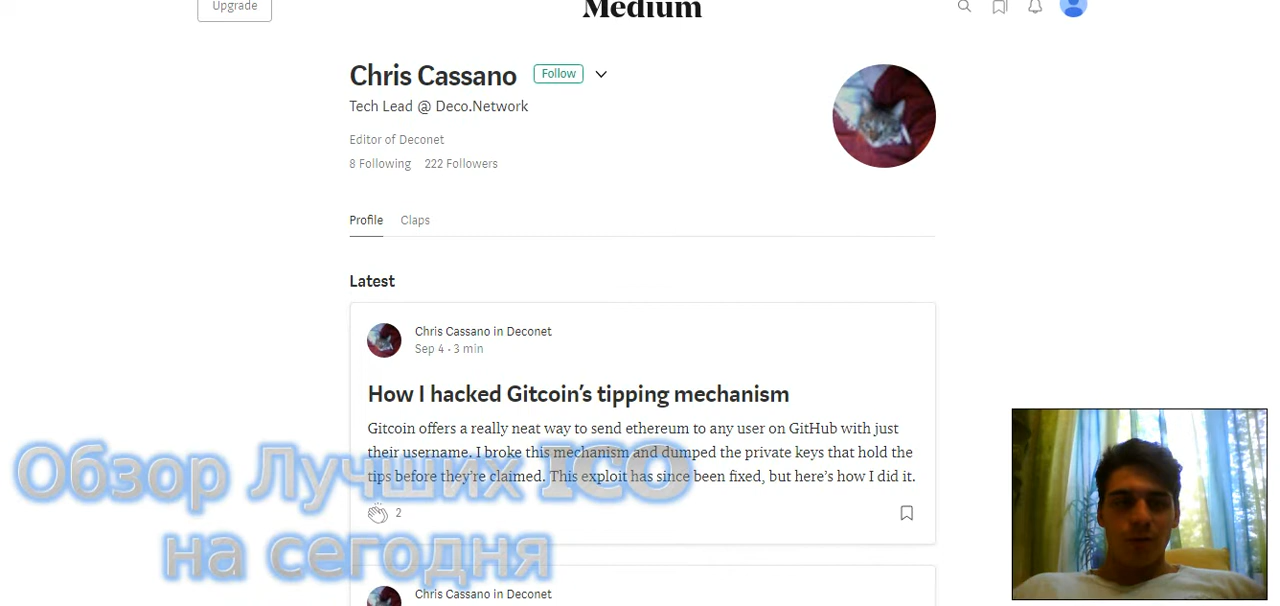 Upgrade
Medium
Chris Cassano
Follow
Tech Lead @ Deco.Network
Editor of Deconet
8 Following 222 Followers
Profile Claps
Latest
Chris Cassano in Deconet
Sep 4 · 3 min
How I hacked Gitcoin's tipping mechanism
Gitcoin offers a really neat way to send ethereum to any user on GitHub with just
their username. I broke this mechanism and dumped the private keys that hold the
tips before they're claimed. This exploit has since been fixed, but here's how I did it.
2
Обзор Лучших ICO
на сегодня
Chris Cassano in Deconet